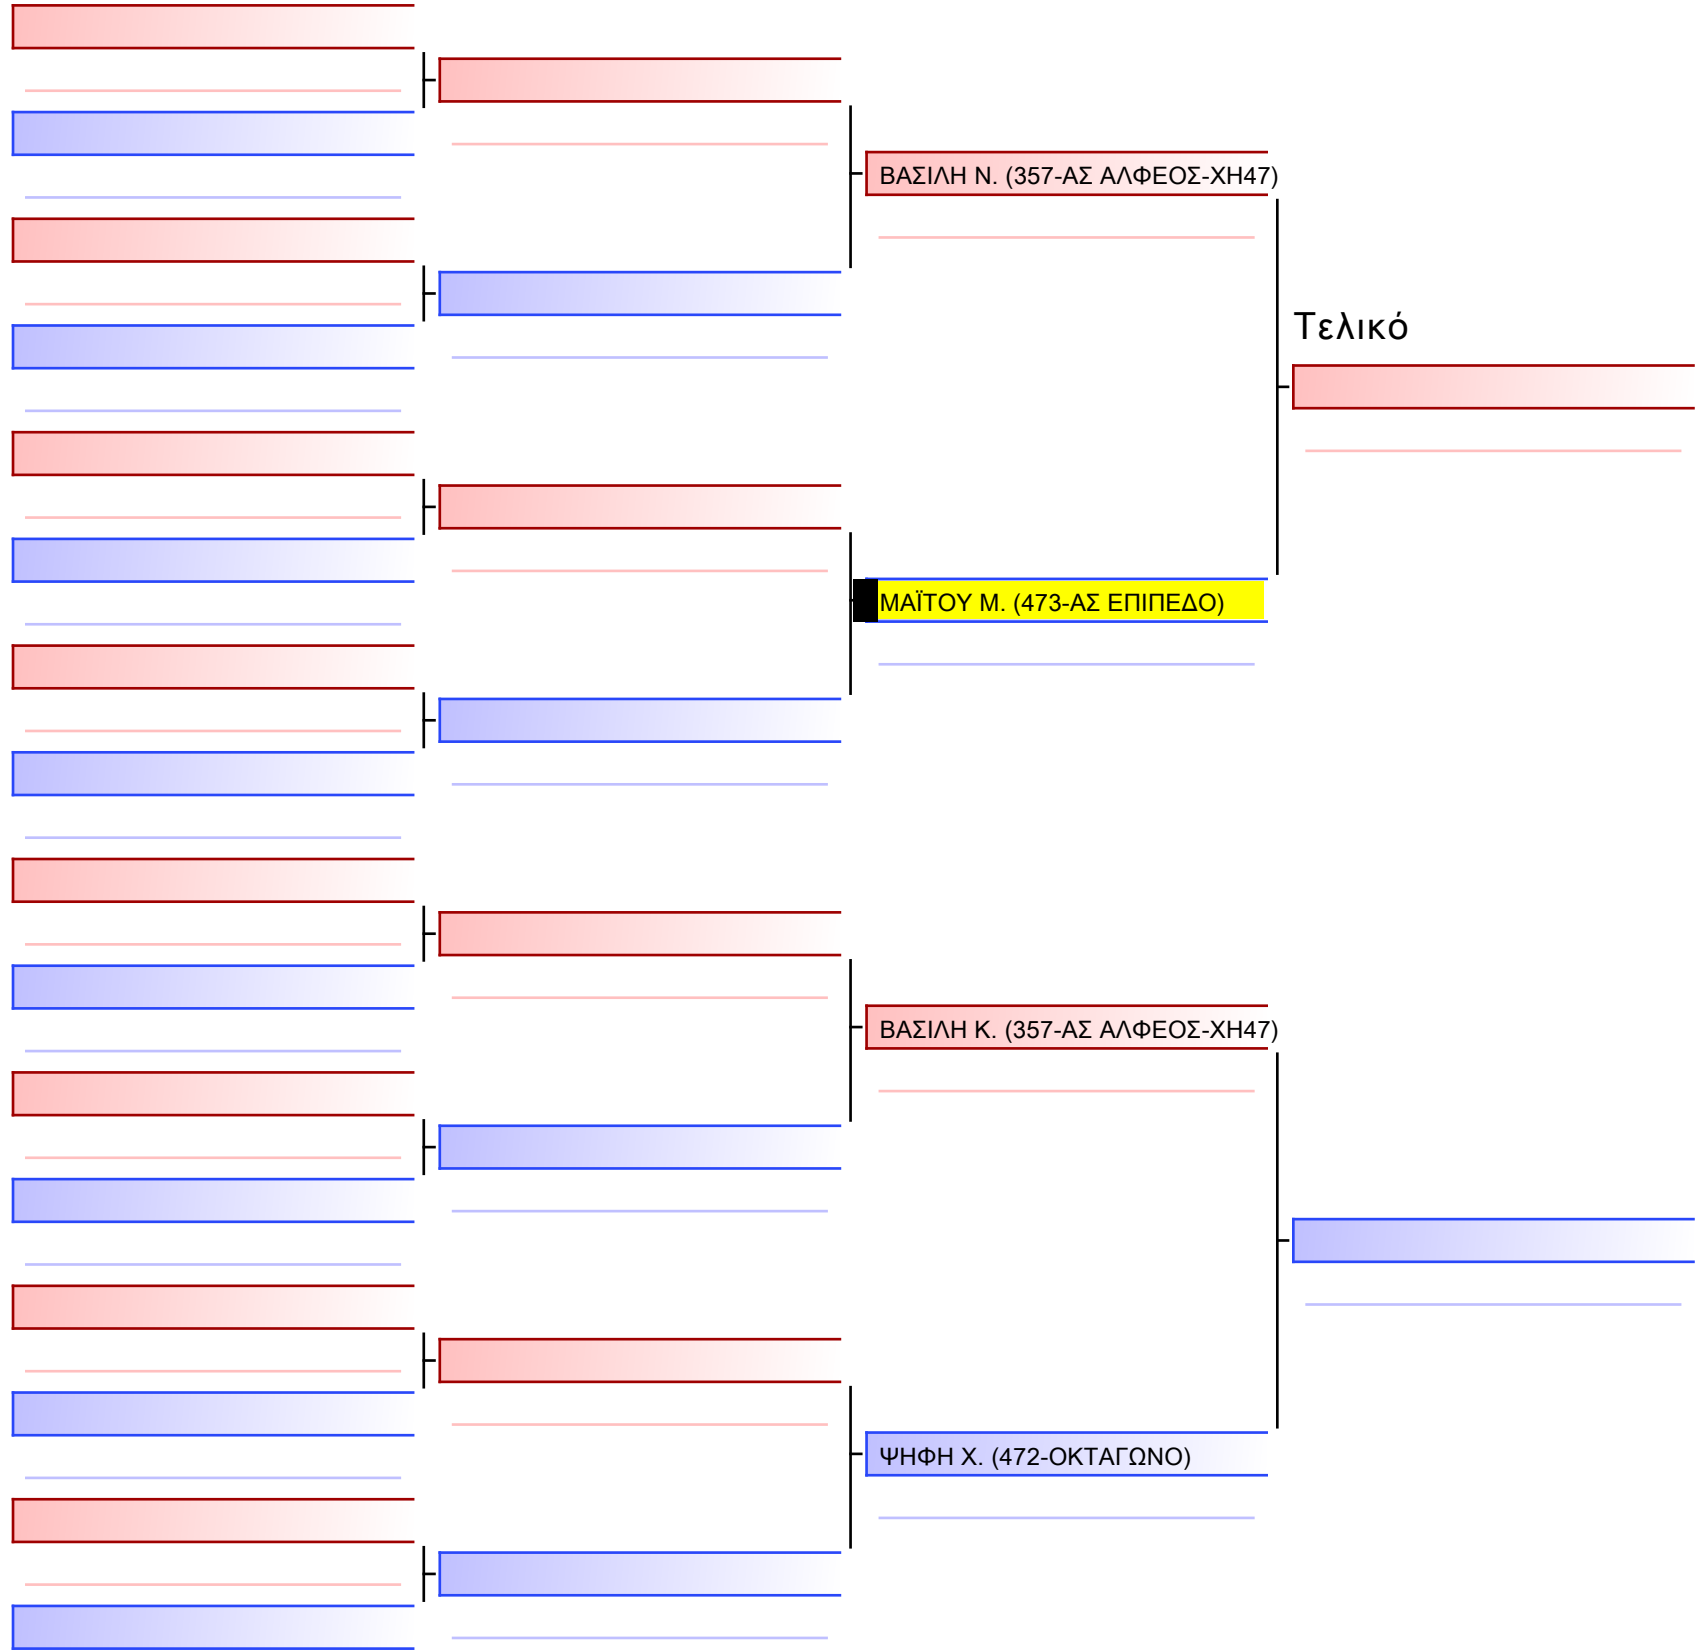 ΒΑΣΙΛΗ Ν. (357-ΑΣ ΑΛΦΕΟΣ-ΧΗ47)
Τελικό
ΜΑΪΤΟΥ Μ. (473-ΑΣ ΕΠΙΠΕΔΟ)
ΒΑΣΙΛΗ Κ. (357-ΑΣ ΑΛΦΕΟΣ-ΧΗ47)
ΨΗΦΗ Χ. (472-ΟΚΤΑΓΩΝΟ)